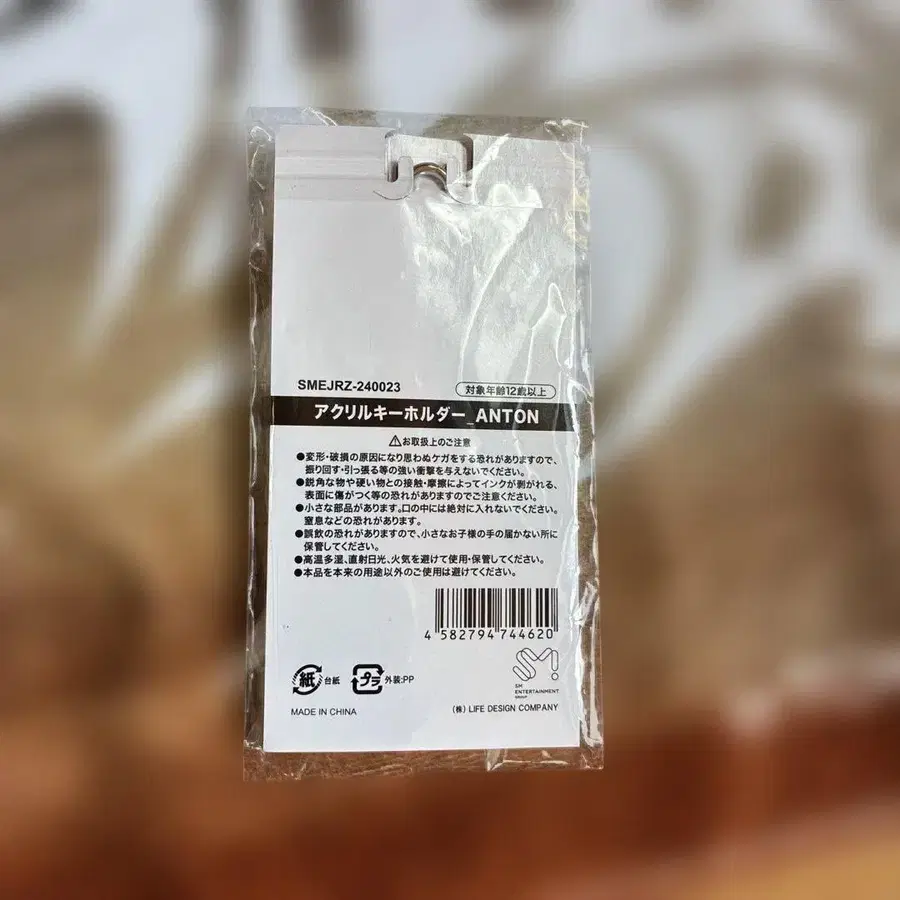 SMEJRZ-240023
対象年齢12歳以上
アクリルキーホルダー_ANTON
⚠お取扱上のご注意
●変形・破損の原因になり思わぬケガをする恐れがありますので、
振り回す・引っ張る等の強い衝撃を与えないでください。
●鋭角な物や硬い物との接触・摩擦によってインクが剥がれる、
表面に傷がつく等の恐れがありますのでご注意ください。
●小さな部品があります。口の中には絶対に入れないでください。
窒息などの恐れがあります。
●誤飲の恐れがありますので、小さなお子様の手の届かない所に
保管してください。
●高温多湿、直射日光、火気を避けて使用・保管してください。
●本品を本来の用途以外のご使用は避けてください。
4 582794 744620
SM
SM
ENTERTAINMENT
GROUP
紙 台紙
プラ 外装:PP
MADE IN CHINA
(株) LIFE DESIGN COMPANY